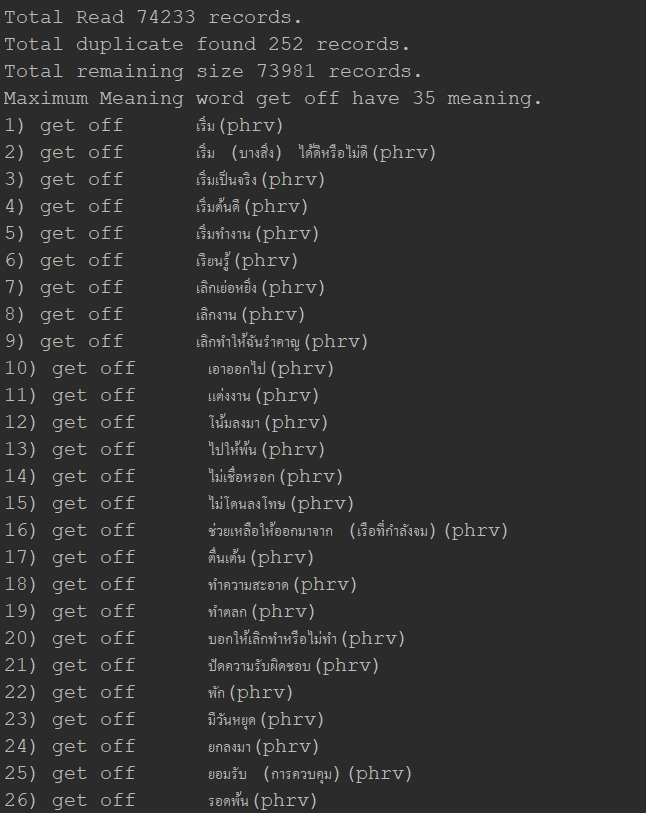 Total Read 74233 records.
Total duplicate found 252 records.
Total remaining size 73981 records.
Maximum Meaning word get off have 35 meaning.
1) get off เริ่ม(phrv)
2) get off เริ่ม (บางสิ่ง) ได้ดีหรือไม่ดี(phrv)
3) get off เริ่มเป็นจริง(phrv)
4) get off เริ่มต้นดี(phrv)
5) get off เริ่มทำงาน(phrv)
6) get off เรียนรู้(phrv)
7) get off เลิกเย่อหยิ่ง(phrv)
8) get off เลิกงาน(phrv)
9) get off เลิกทำให้ฉันรำคาญ(phrv)
10) get off เอาออกไป(phrv)
11) get off แต่งงาน(phrv)
12) get off โน้มลงมา(phrv)
13) get off ไปให้พ้น(phrv)
14) get off ไม่เชื่อหรอก(phrv)
15) get off ไม่โดนลงโทษ(phrv)
16) get off ช่วยเหลือให้ออกมาจาก (เรือที่กำลังจม)(phrv)
17) get off ตื่นเต้น(phrv)
18) get off ทำความสะอาด(phrv)
19) get off ทำตลก(phrv)
20) get off บอกให้เลิกทำหรือไม่ทำ(phrv)
21) get off ปัดความรับผิดชอบ(phrv)
22) get off พัก(phrv)
23) get off มีวันหยุด(phrv)
24) get off ยกลงมา(phrv)
25) get off ยอมรับ (การควบคุม)(phrv)
26) get off รอดพ้น(phrv)